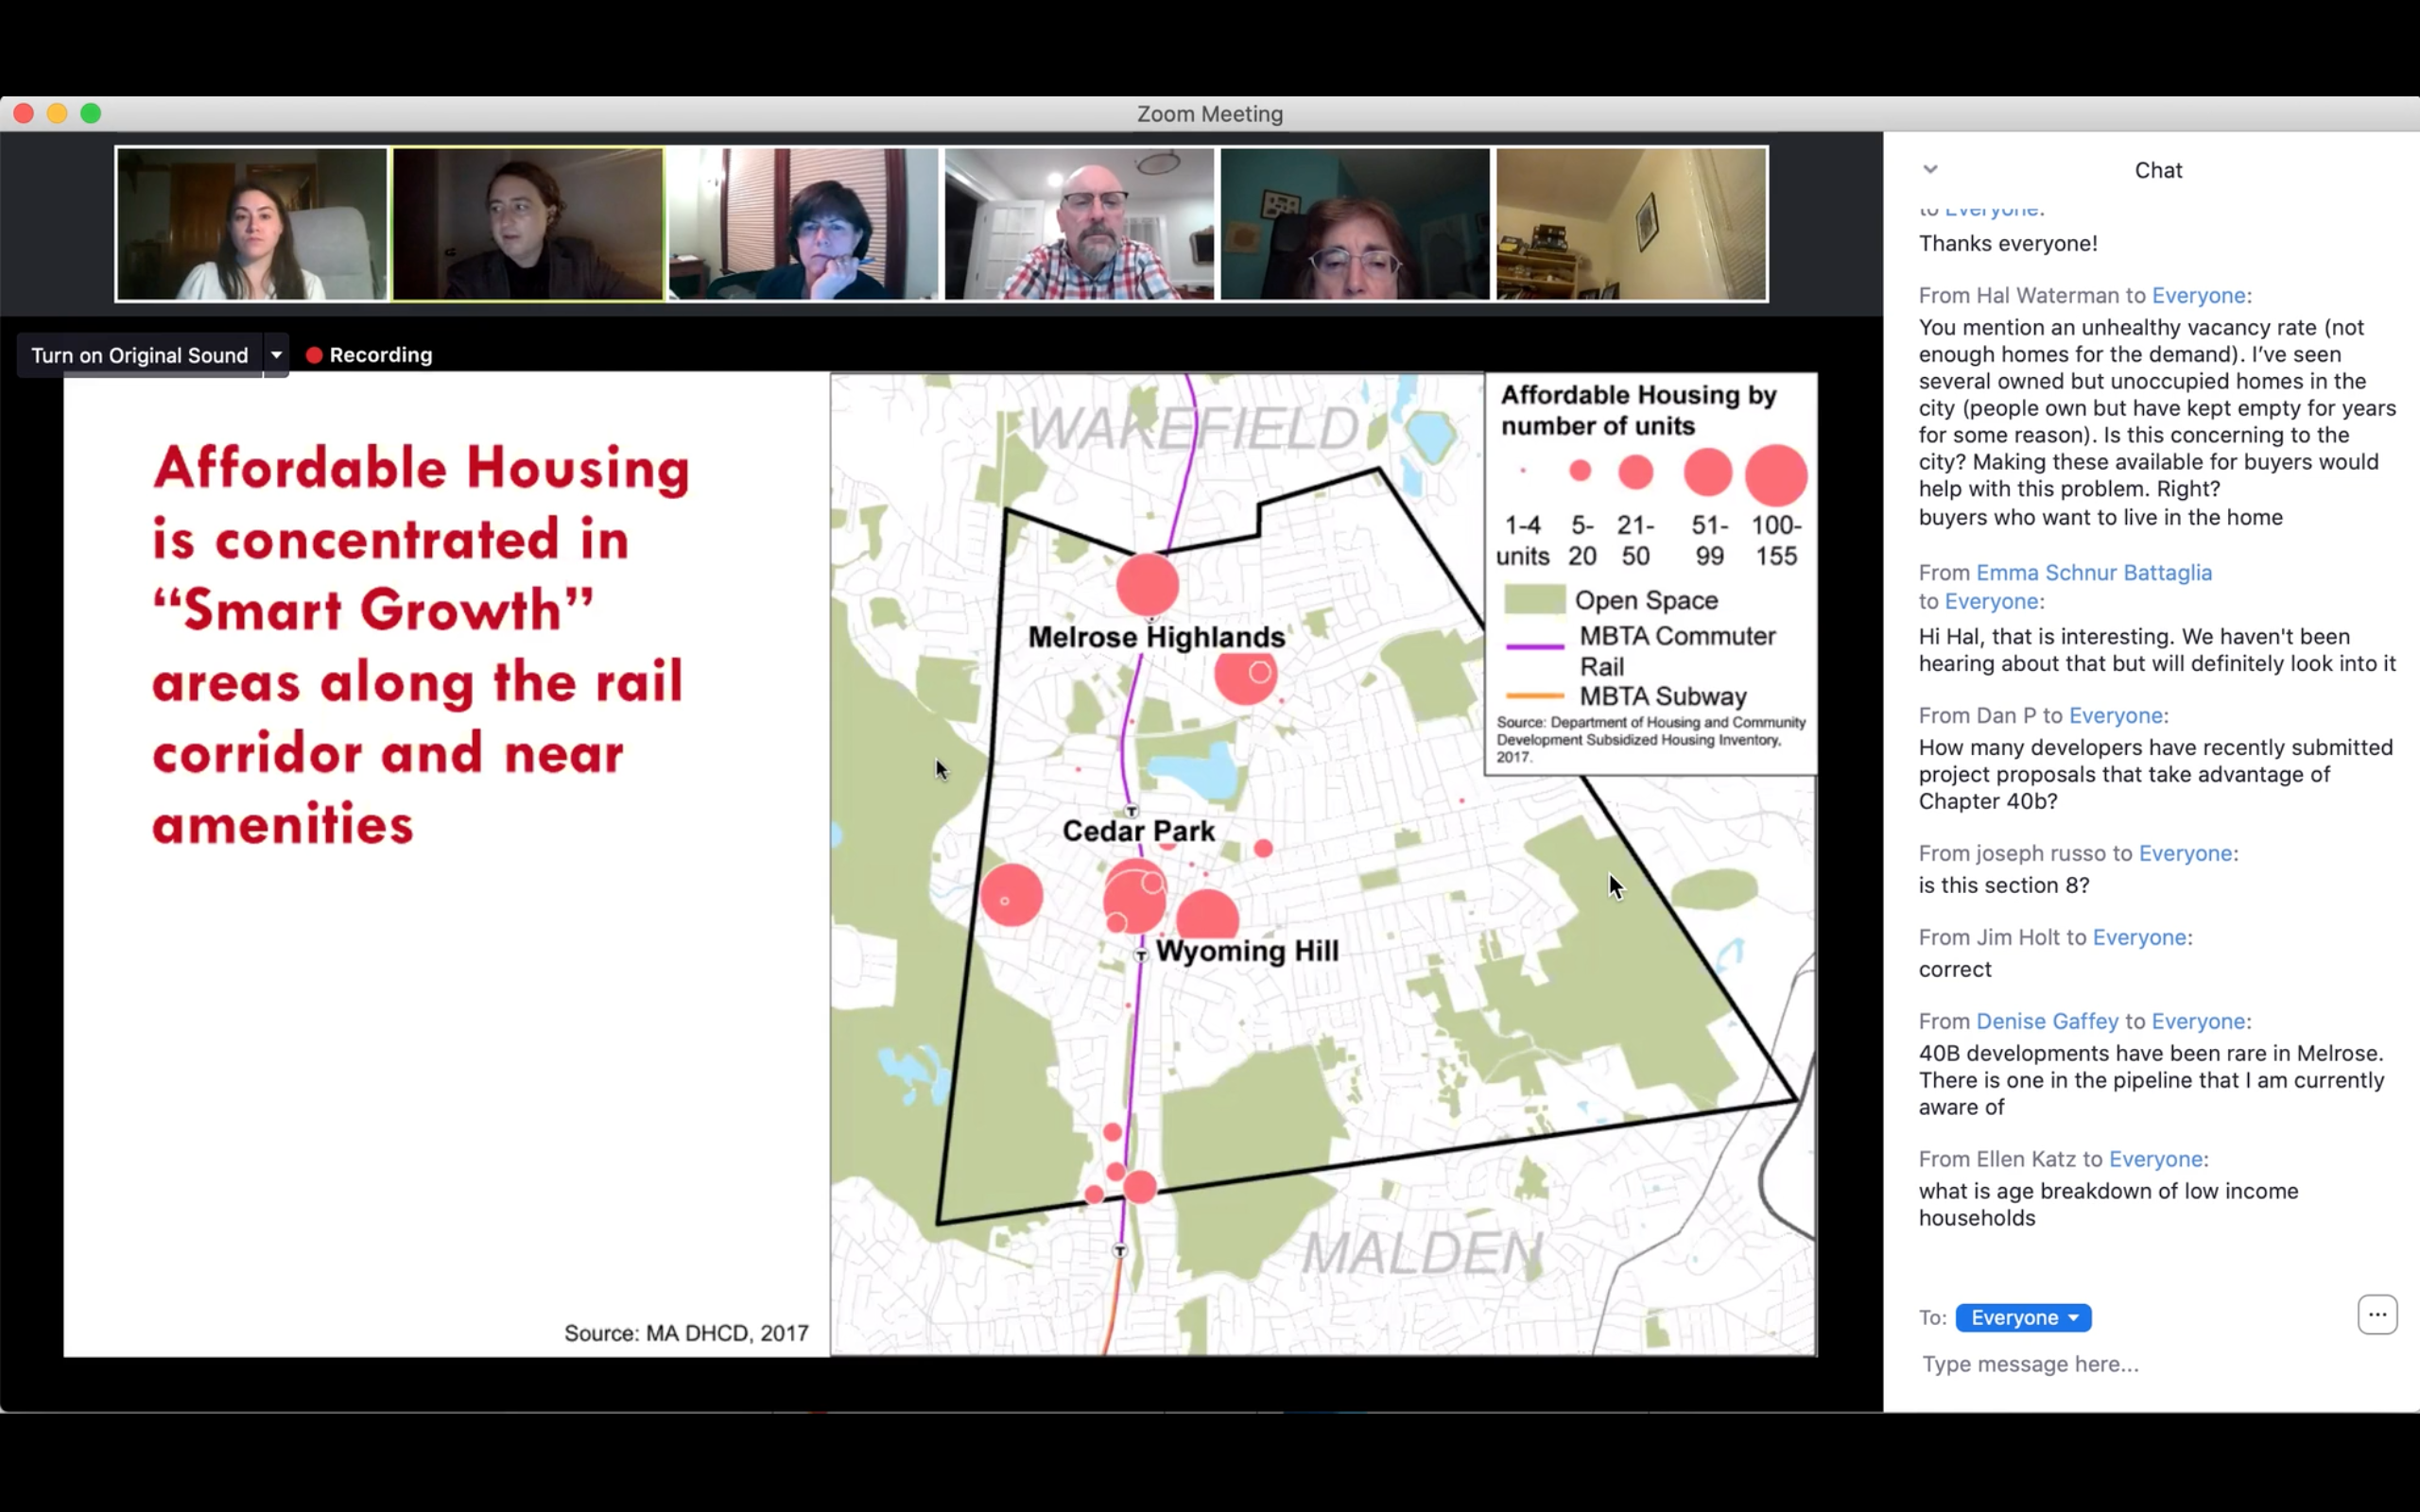 Zoom Meeting
Turn on Original Sound
Recording
Affordable Housing
is concentrated in
“Smart Growth”
areas along the rail
corridor and near
amenities
Source: MA DHCD, 2017
WAKEFIELD
Melrose Highlands
T
Cedar Park
T
Wyoming Hill
T
MALDEN
Affordable Housing by
number of units
1-4 5- 21- 51- 100-
units 20 50 99 155
Open Space
MBTA Commuter
Rail
MBTA Subway
Source: Department of Housing and Community
Development Subsidized Housing Inventory,
2017.
Chat
to Everyone:
Thanks everyone!
From Hal Waterman to Everyone:
You mention an unhealthy vacancy rate (not
enough homes for the demand). I’ve seen
several owned but unoccupied homes in the
city (people own but have kept empty for years
for some reason). Is this concerning to the
city? Making these available for buyers would
help with this problem. Right?
buyers who want to live in the home
From Emma Schnur Battaglia
to Everyone:
Hi Hal, that is interesting. We haven't been
hearing about that but will definitely look into it
From Dan P to Everyone:
How many developers have recently submitted
project proposals that take advantage of
Chapter 40b?
From joseph russo to Everyone:
is this section 8?
From Jim Holt to Everyone:
correct
From Denise Gaffey to Everyone:
40B developments have been rare in Melrose.
There is one in the pipeline that I am currently
aware of
From Ellen Katz to Everyone:
what is age breakdown of low income
households
To: Everyone
Type message here...